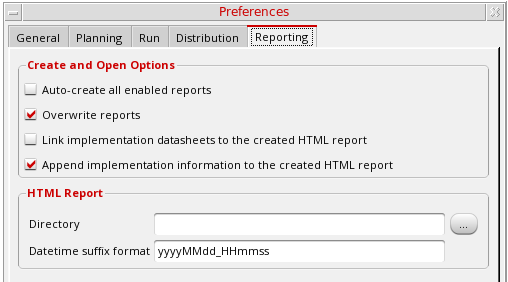 Preferences
General Planning Run Distribution Reporting
Create and Open Options
Auto-create all enabled reports
Overwrite reports
Link implementation datasheets to the created HTML report
Append implementation information to the created HTML report
HTML Report
Directory ...
Datetime suffix format yyyyMMdd_HHmmss